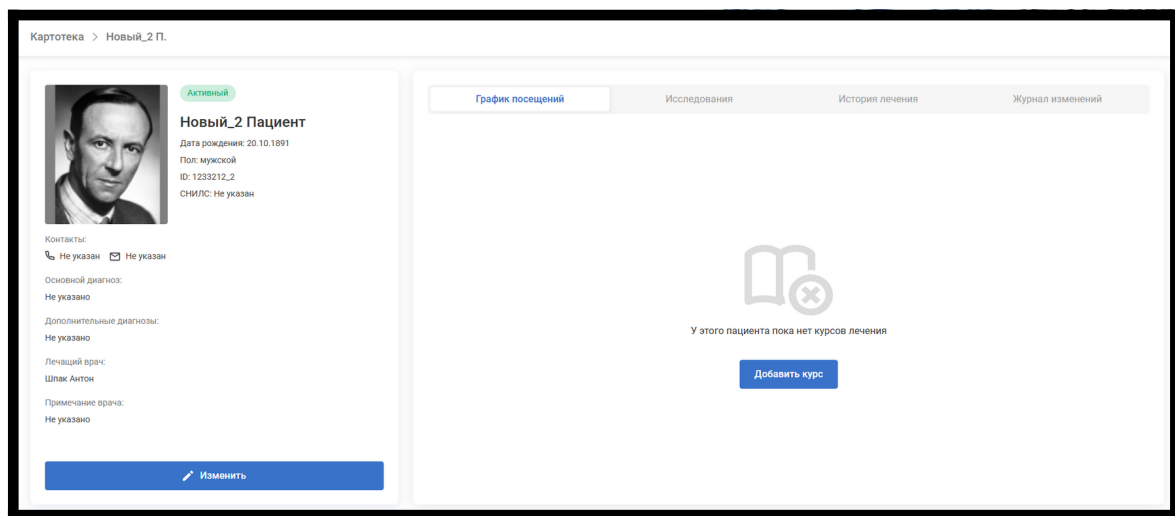 Картотека > Новый_2 П.
Активный
Новый_2 Пациент
Дата рождения: 20.10.1891
Пол: мужской
ID: 1233212_2
СНИЛС: Не указан
Контакты:
Не указан Не указан
Основной диагноз:
Не указано
Дополнительные диагнозы:
Не указано
Лечащий врач:
Шпак Антон
Примечание врача:
Не указано
Изменить
График посещений Исследования История лечения Журнал изменений
У этого пациента пока нет курсов лечения
Добавить курс